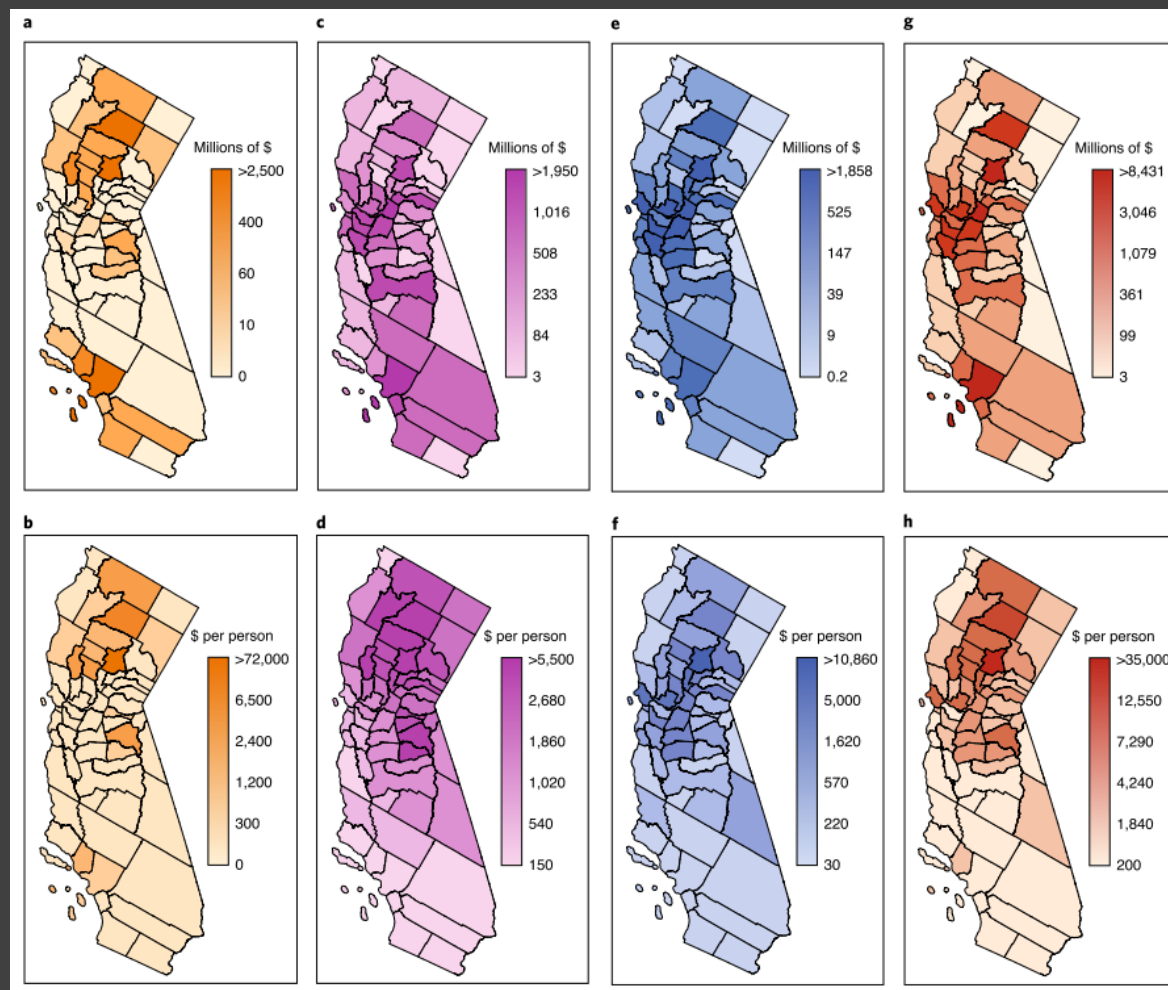 a
Millions of $
>2,500
400
60
10
0
c
Millions of $
>1,950
1,016
508
233
84
3
e
Millions of $
>1,858
525
147
39
9
0.2
g
Millions of $
>8,431
3,046
1,079
361
99
3
b
$ per person
>72,000
6,500
2,400
1,200
300
0
d
$ per person
>5,500
2,680
1,860
1,020
540
150
f
$ per person
>10,860
5,000
1,620
570
220
30
h
$ per person
>35,000
12,550
7,290
4,240
1,840
200